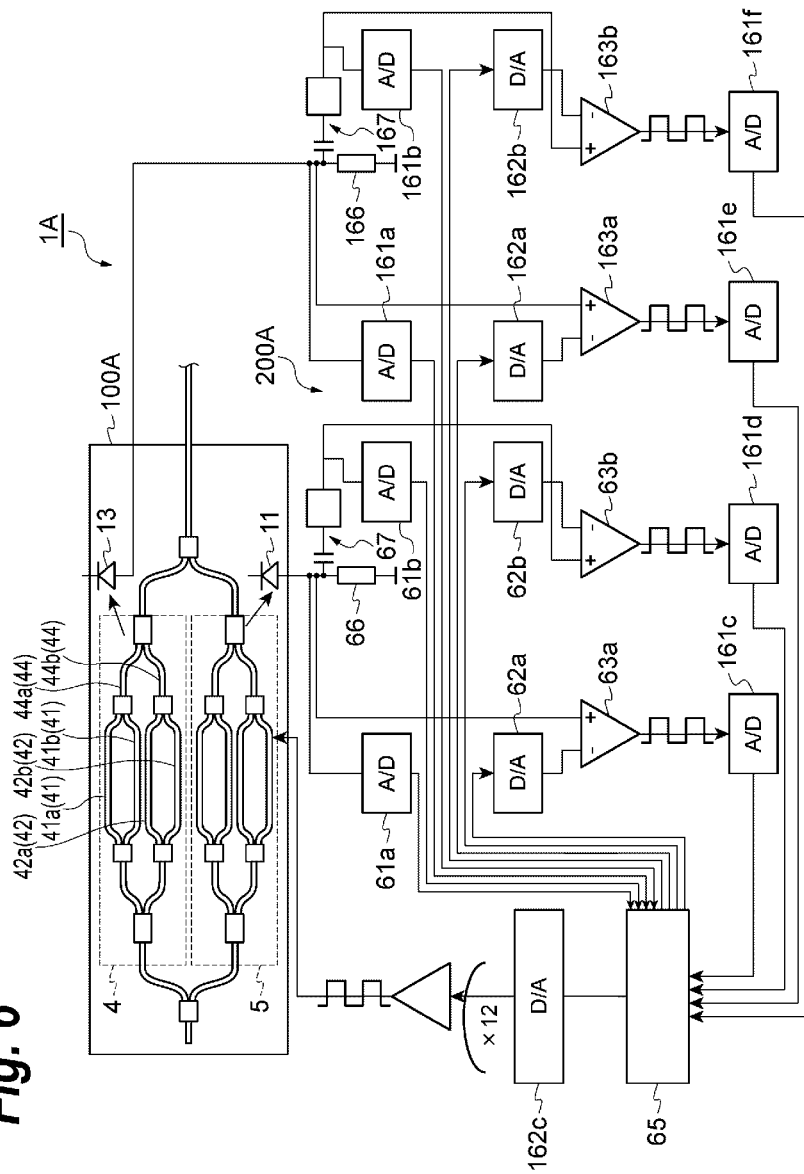 Fig. 6
1A
100A
13
11
44a(44)
44b(44)
42b(42)
41b(41)
41a(41)
42a(42)
4
5
200A
A/D
161b
167
166
A/D
161a
D/A
162b
D/A
162a
163b
163a
A/D
161f
A/D
161e
A/D
61b
67
66
A/D
61a
D/A
62b
D/A
62a
63b
63a
A/D
161d
A/D
161c
+
-
+
-
+
-
+
-
×12
D/A
162c
65